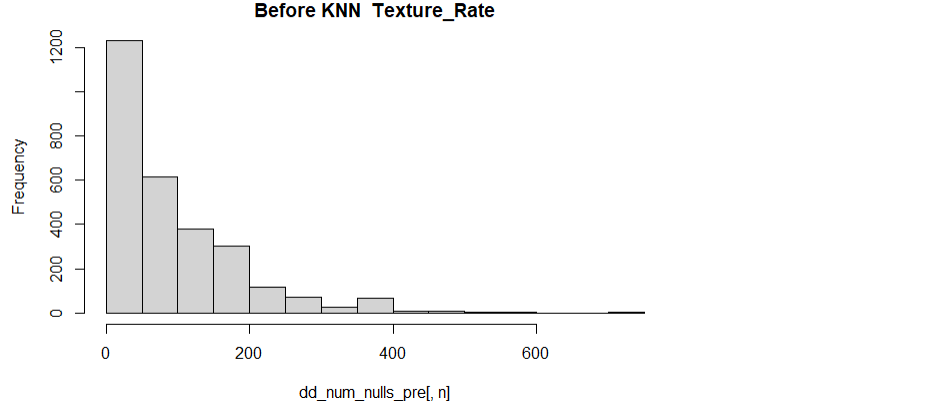 Before KNN  Texture_Rate
Frequency
1200
800
600
400
200
0
0 200 400 600
dd_num_nulls_pre[, n]